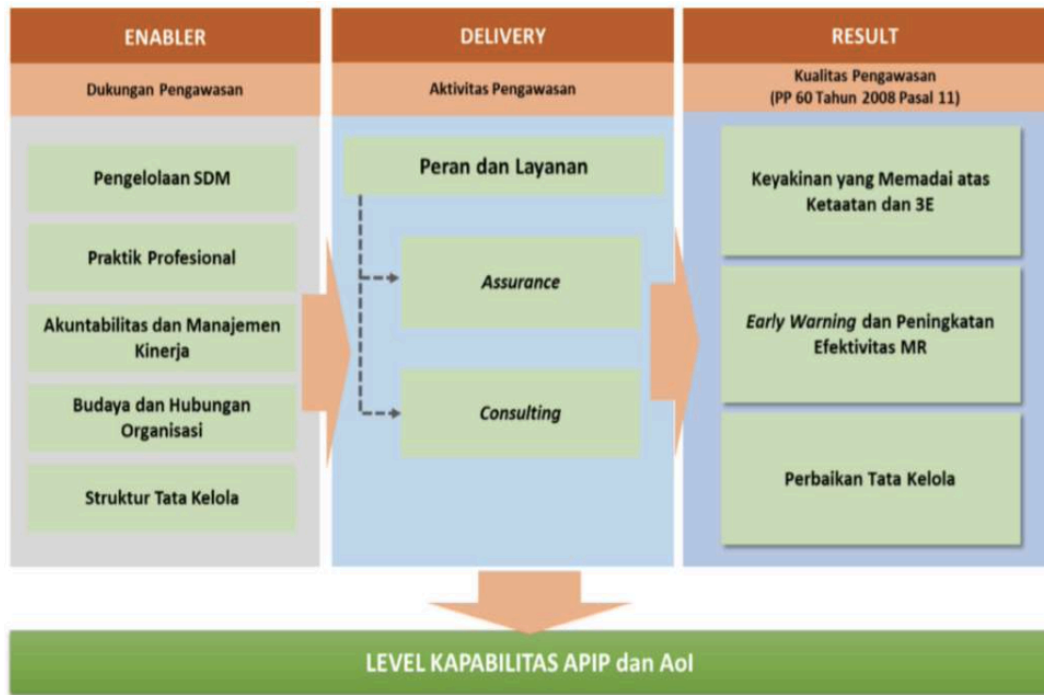 ENABLER
Dukungan Pengawasan
Pengelolaan SDM
Praktik Profesional
Akuntabilitas dan Manajemen
Kinerja
Budaya dan Hubungan
Organisasi
Struktur Tata Kelola
DELIVERY
Aktivitas Pengawasan
Peran dan Layanan
Assurance
Consulting
RESULT
Kualitas Pengawasan
(PP 60 Tahun 2008 Pasal 11)
Keyakinan yang Memadai atas
Ketaatan dan 3E
Early Warning dan Peningkatan
Efektivitas MR
Perbaikan Tata Kelola
LEVEL KAPABILITAS APIP dan AoI